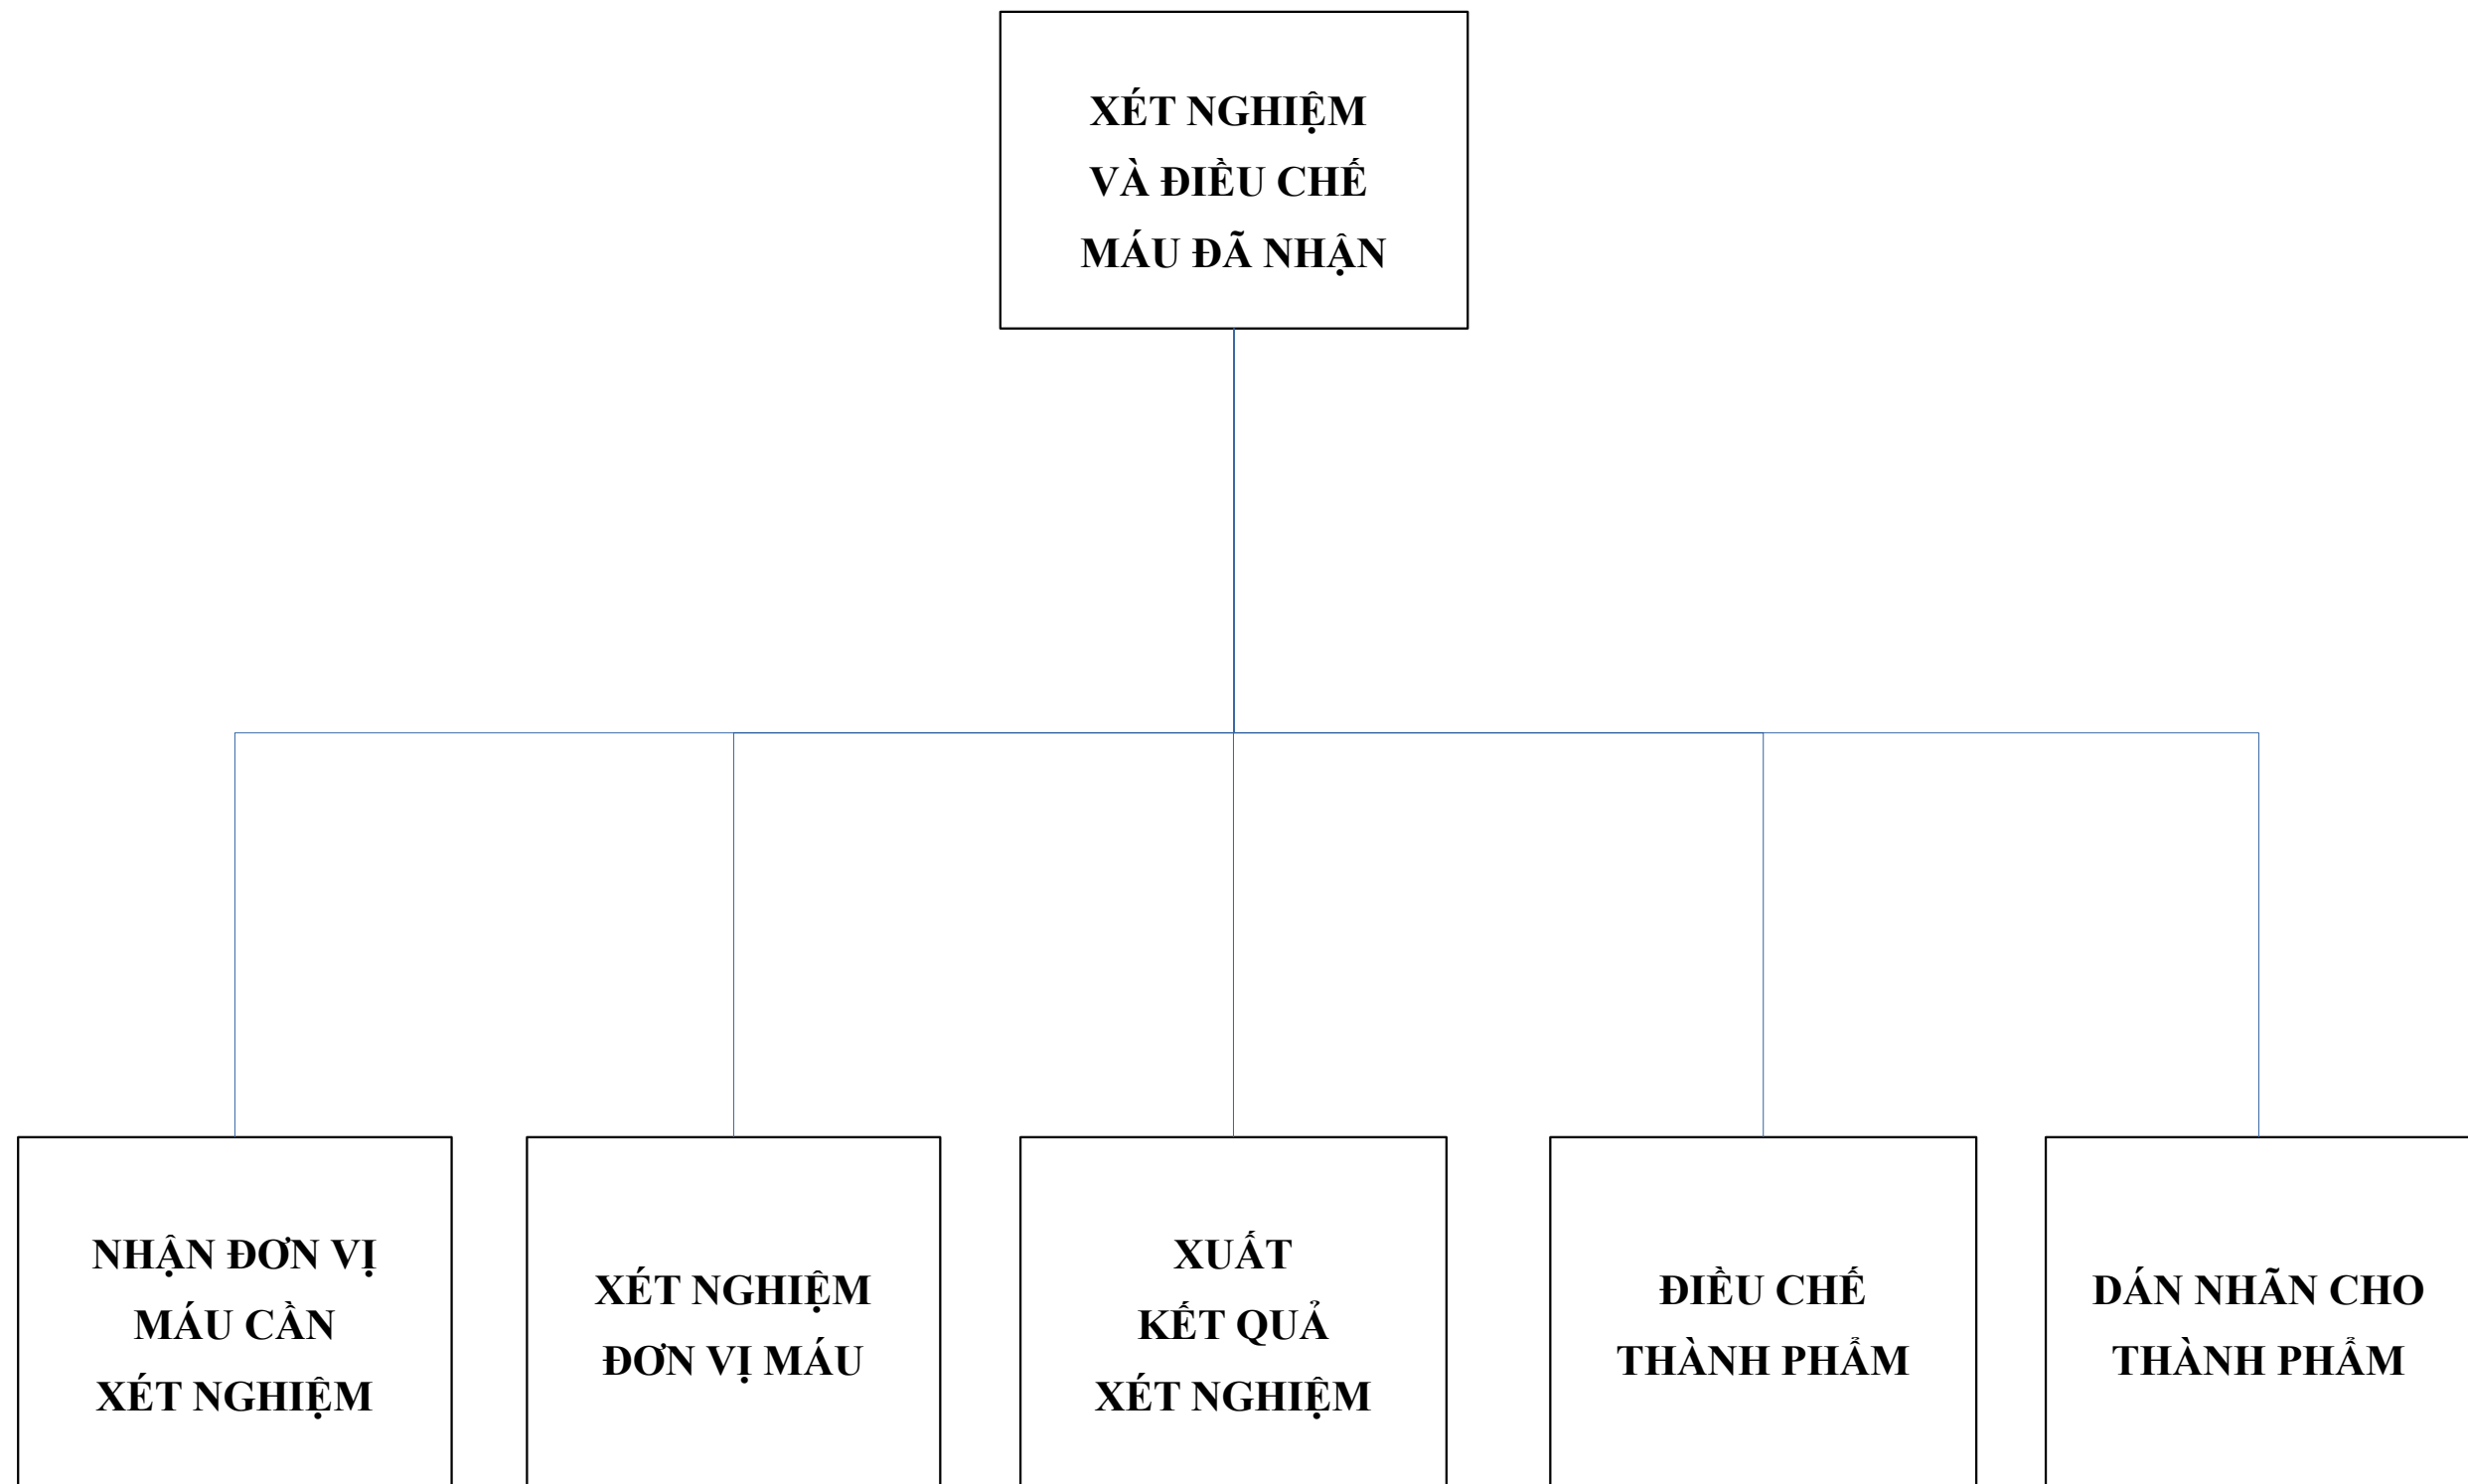 XÉT NGHIỆM
VÀ ĐIỀU CHẾ
MÁU ĐÃ NHẬN
NHẬN ĐƠN VỊ
MÁU CẦN
XÉT NGHIỆM
XÉT NGHIỆM
ĐƠN VỊ MÁU
XUẤT
KẾT QUẢ
XÉT NGHIỆM
ĐIỀU CHẾ
THÀNH PHẨM
DÁN NHÃN CHO
THÀNH PHẨM